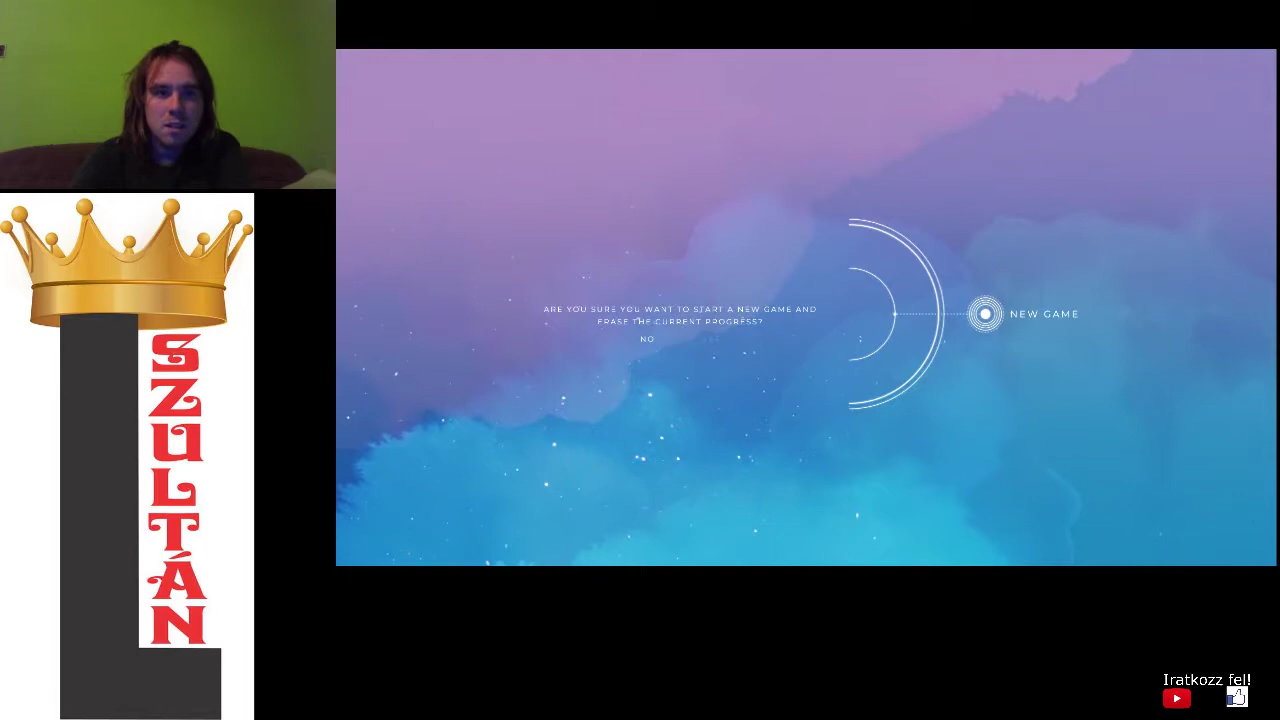 L
SZULTÁN
ARE YOU SURE YOU WANT TO START A NEW GAME AND
ERASE THE CURRENT PROGRESS?
NO
NEW GAME
Iratkozz fel!